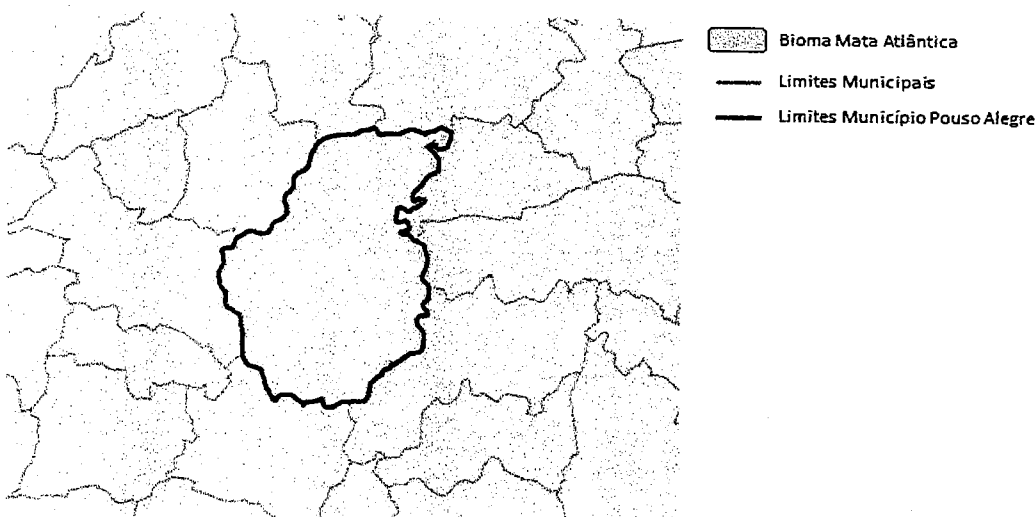 Bioma Mata Atlântica
Limites Municipais
Limites Município Pouso Alegre